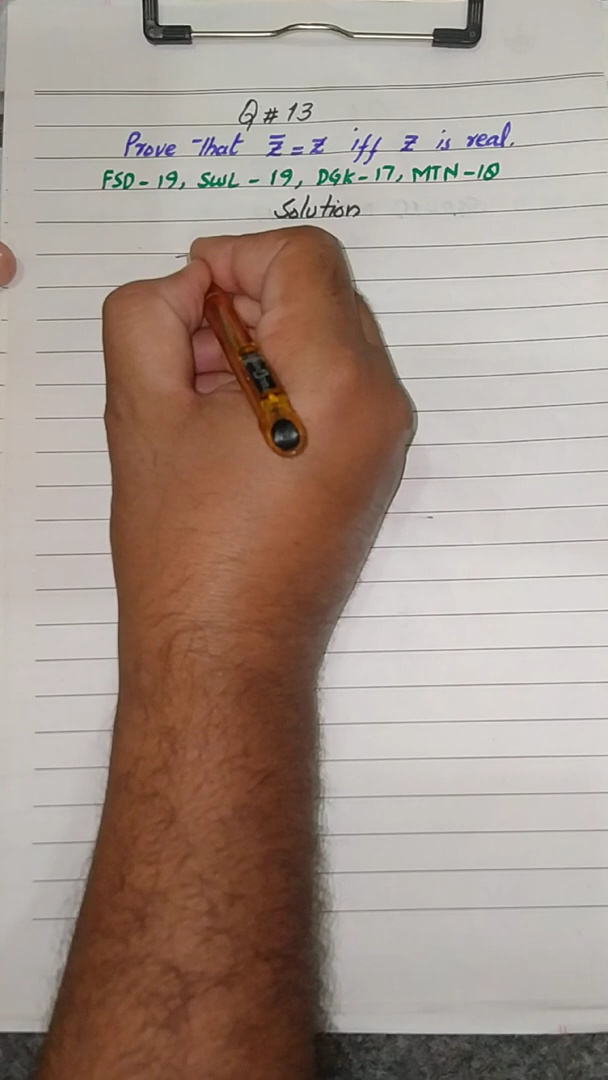 Q # 13
Prove that z̅ = z iff z is real.
FSD - 19, SWL - 19, DGK - 17, MTN - 18
Solution